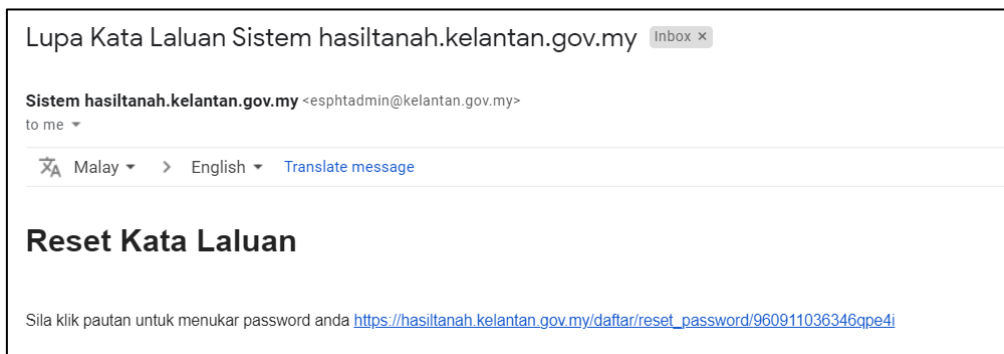 Lupa Kata Laluan Sistem hasiltanah.kelantan.gov.my Inbox ×
Sistem hasiltanah.kelantan.gov.my <esphtadmin@kelantan.gov.my>
to me
Malay > English Translate message
Reset Kata Laluan
Sila klik pautan untuk menukar password anda https://hasiltanah.kelantan.gov.my/daftar/reset_password/960911036346qpe4i